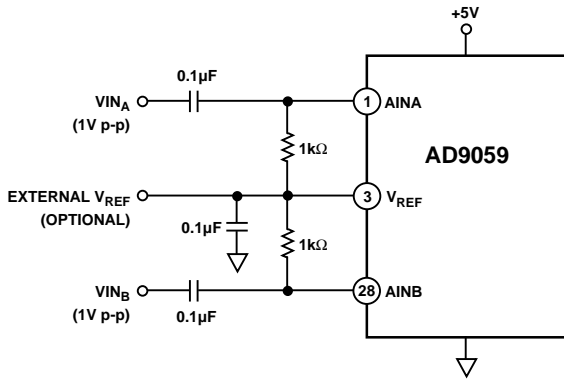 +5V
0.1µF
VINA
(1V p-p)
1
AINA
1kΩ
AD9059
EXTERNAL VREF
(OPTIONAL)
3
VREF
0.1µF
1kΩ
VINB
(1V p-p)
0.1µF
28
AINB